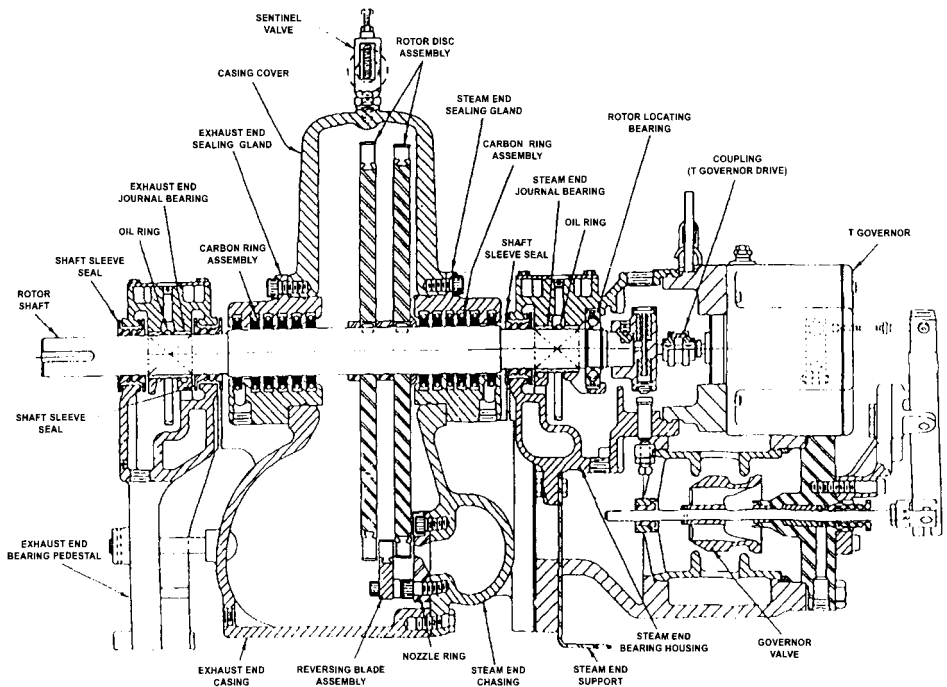 SENTINEL
VALVE
ROTOR DISC
ASSEMBLY
CASING COVER
STEAM END
SEALING GLAND
EXHAUST END
SEALING GLAND
CARBON RING
ASSEMBLY
ROTOR LOCATING
BEARING
COUPLING
(T GOVERNOR DRIVE)
EXHAUST END
JOURNAL BEARING
STEAM END
JOURNAL BEARING
OIL RING
OIL RING
T GOVERNOR
CARBON RING
ASSEMBLY
SHAFT
SLEEVE SEAL
SHAFT SLEEVE
SEAL
ROTOR
SHAFT
SHAFT SLEEVE
SEAL
EXHAUST END
BEARING PEDESTAL
EXHAUST END
CASING
REVERSING BLADE
ASSEMBLY
NOZZLE RING
STEAM END
CHASING
STEAM END
SUPPORT
STEAM END
BEARING HOUSING
GOVERNOR
VALVE